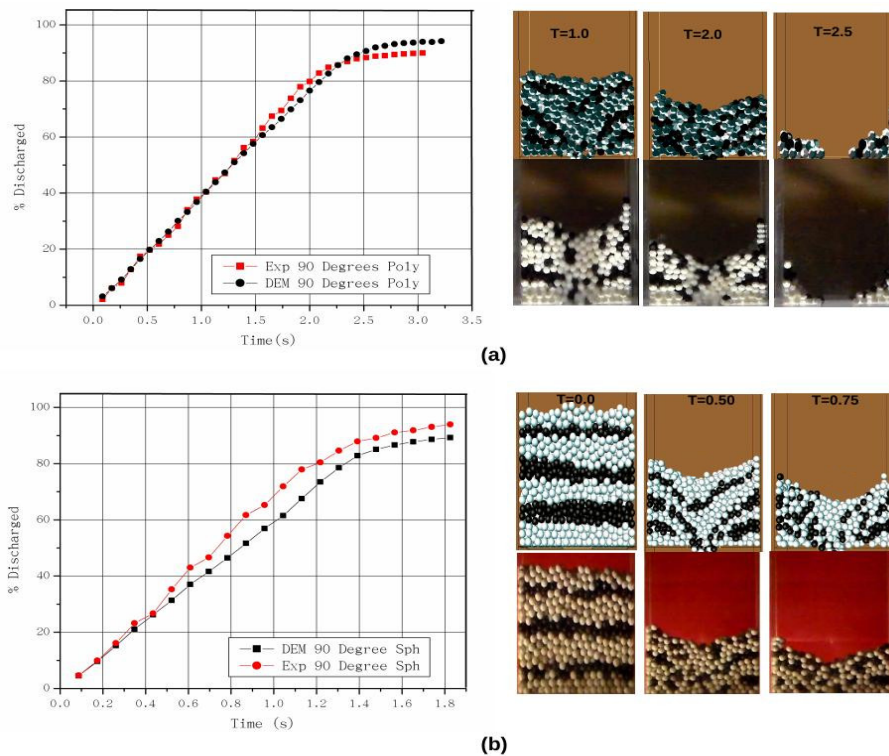 100
80
60
40
20
0
% Discharged
Exp 90 Degrees Poly
DEM 90 Degrees Poly
0.0 0.5 1.0 1.5 2.0 2.5 3.0 3.5
Time(s)
T=1.0 T=2.0 T=2.5
(a)
100
80
60
40
20
0
% Discharged
DEM 90 Degree Sph
Exp 90 Degree Sph
0.0 0.2 0.4 0.6 0.8 1.0 1.2 1.4 1.6 1.8
Time (s)
T=0.0 T=0.50 T=0.75
(b)